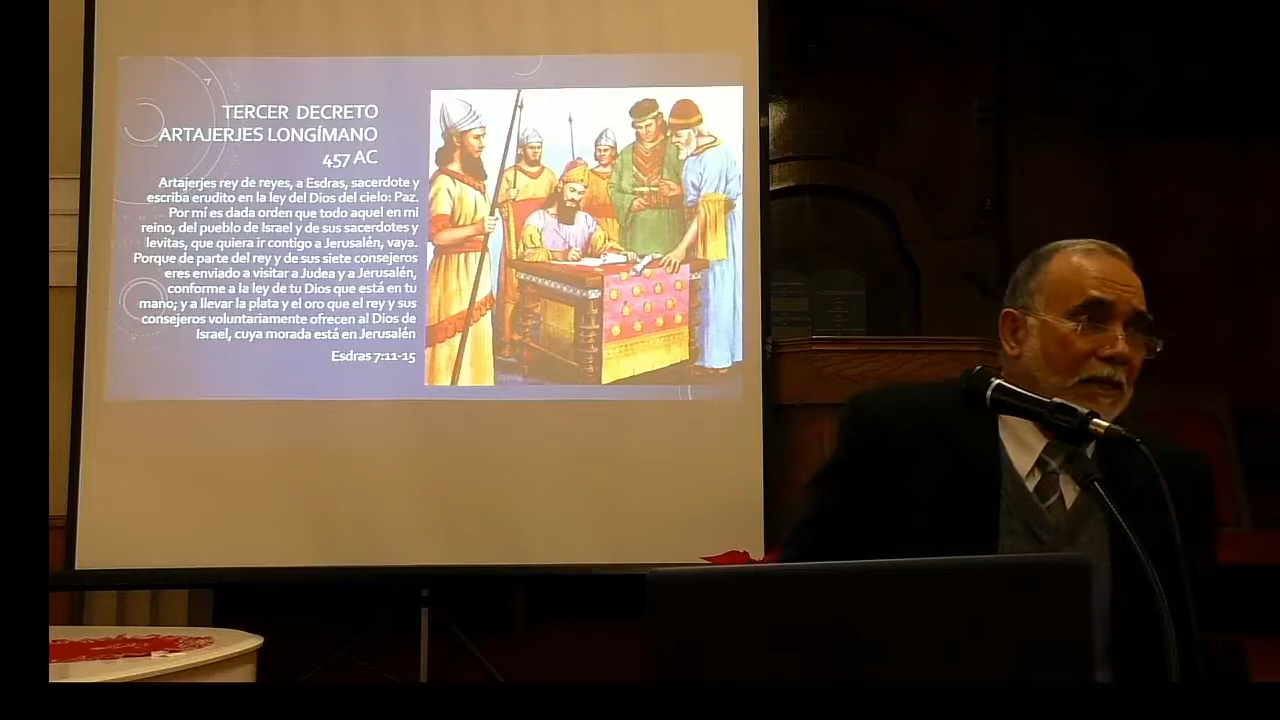 TERCER DECRETO
ARTAJERJES LONGÍMANO
457 AC
Artajerjes rey de reyes, a Esdras, sacerdote y
escriba erudito en la ley del Dios del cielo: Paz.
Por mí es dada orden que todo aquel en mi
reino, del pueblo de Israel y de sus sacerdotes y
levitas, que quiera ir contigo a Jerusalén, vaya.
Porque de parte del rey y de sus siete consejeros
eres enviado a visitar a Judea y a Jerusalén,
conforme a la ley de tu Dios que está en tu
mano; y a llevar la plata y el oro que el rey y sus
consejeros voluntariamente ofrecen al Dios de
Israel, cuya morada está en Jerusalén
Esdras 7:11-15